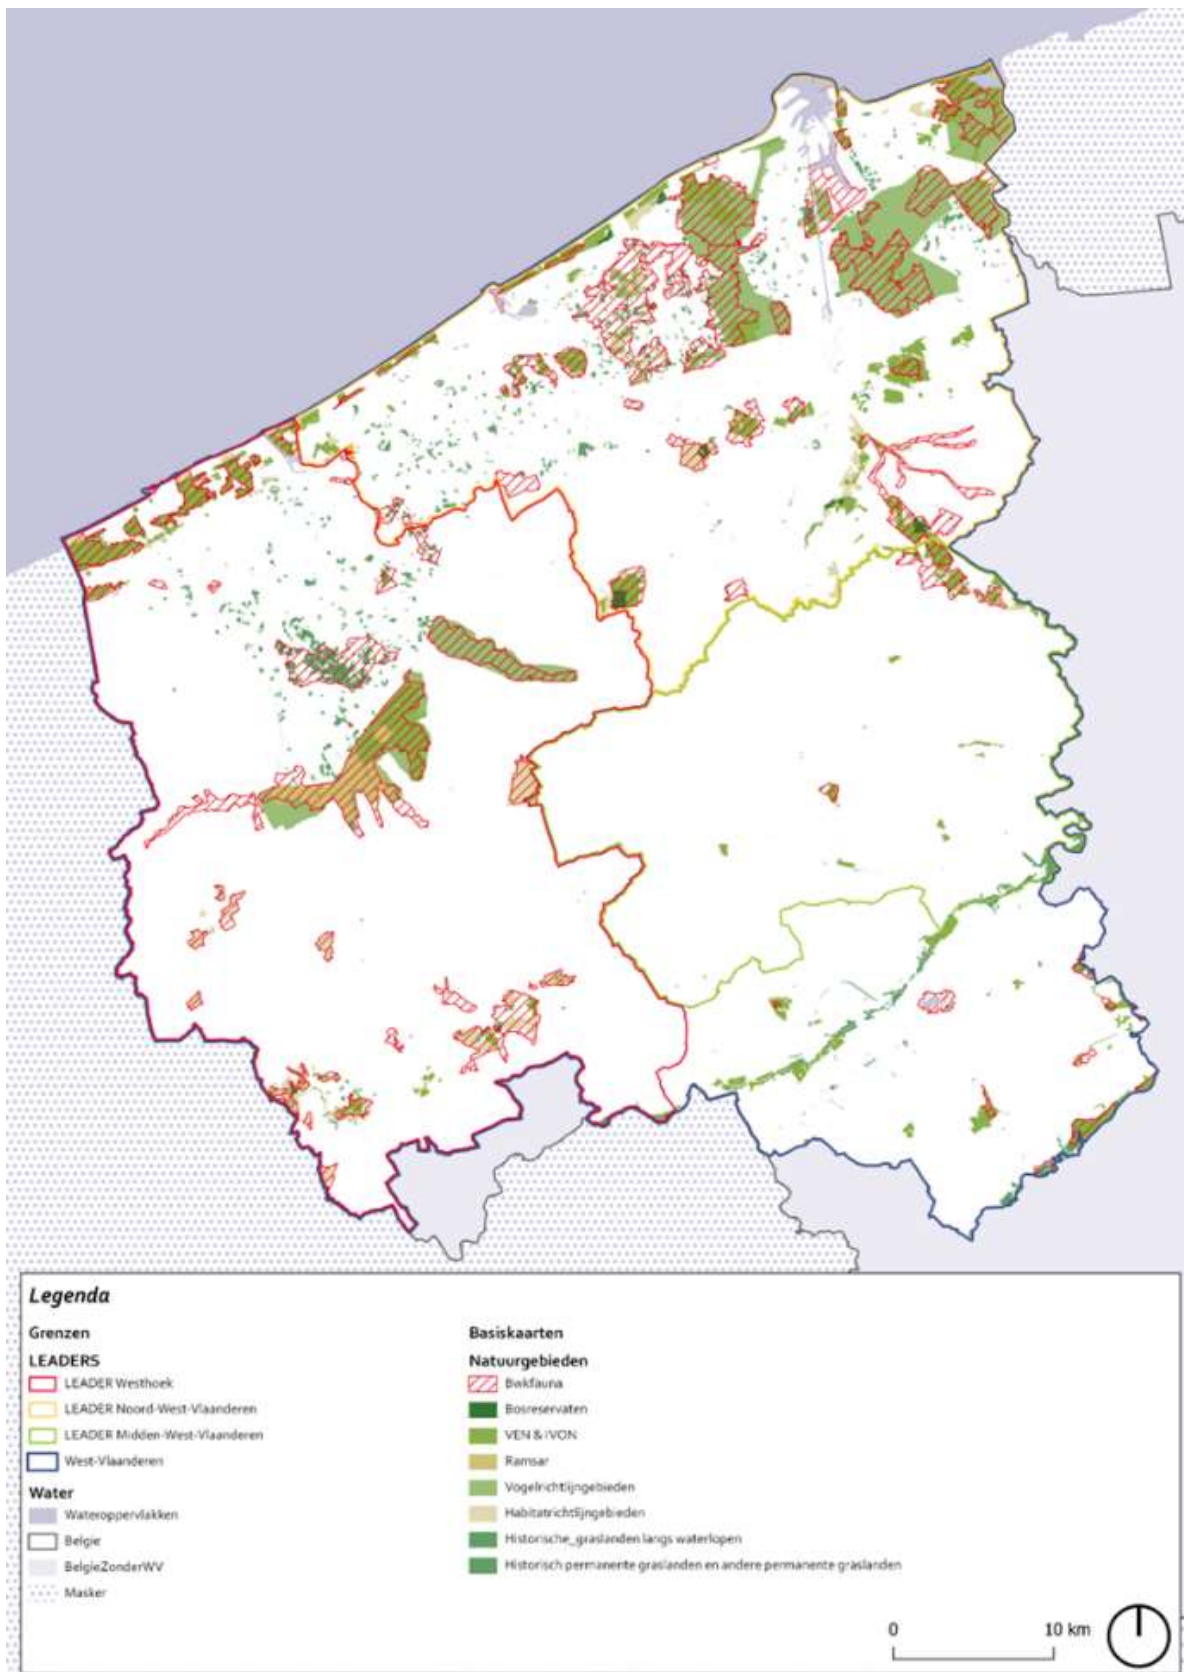 Legenda
Grenzen
LEADERS
LEADER Westhoek
LEADER Noord-West-Vlaanderen
LEADER Midden-West-Vlaanderen
West-Vlaanderen
Water
Wateroppervlakken
Belgie
BelgieZonderWV
Masker
Basiskaarten
Natuurgebieden
Bwkfauna
Bosreservaten
VEN & IVON
Ramsar
Vogelrichtlijngebieden
Habitatrichtlijngebieden
Historische_graslanden langs waterlopen
Historisch permanente graslanden en andere permanente graslanden
0 10 km